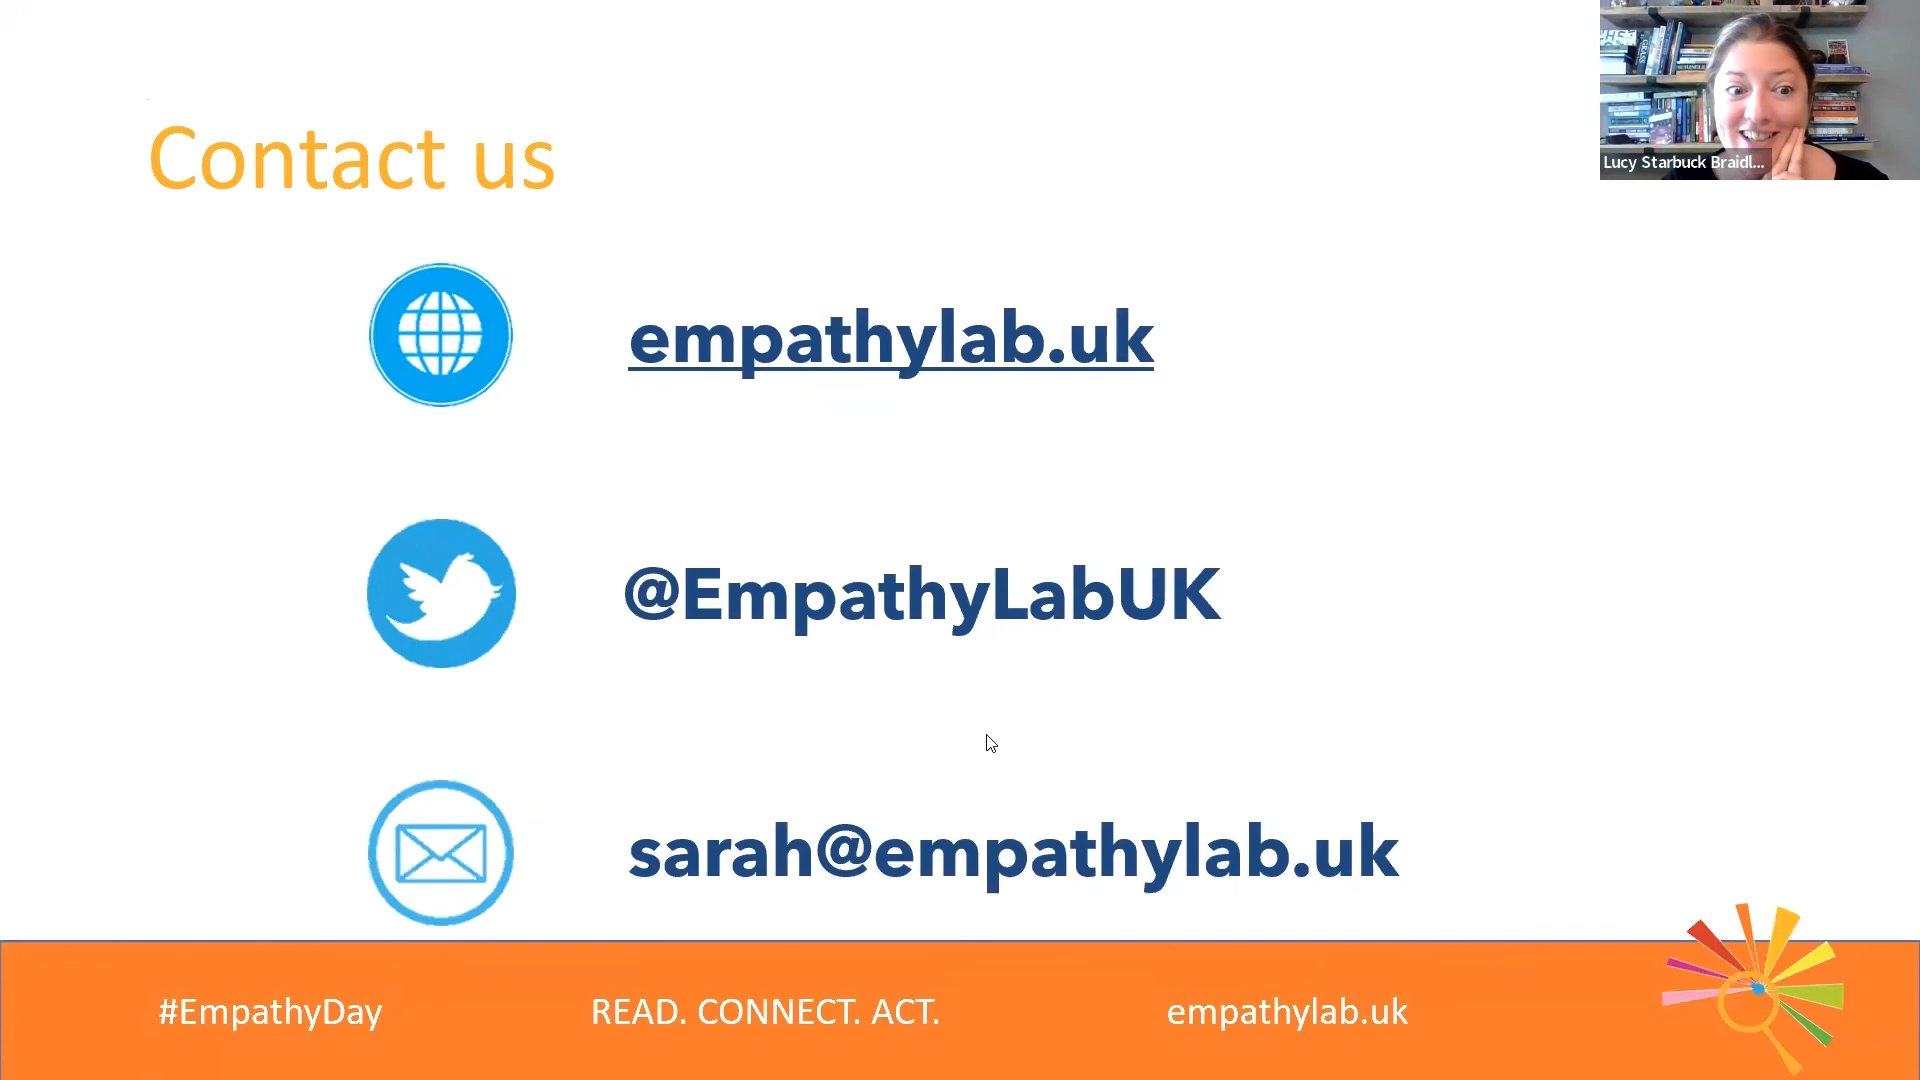 Contact us
Lucy Starbuck Braidl...
empathylab.uk
@EmpathyLabUK
sarah@empathylab.uk
#EmpathyDay
READ. CONNECT. ACT.
empathylab.uk